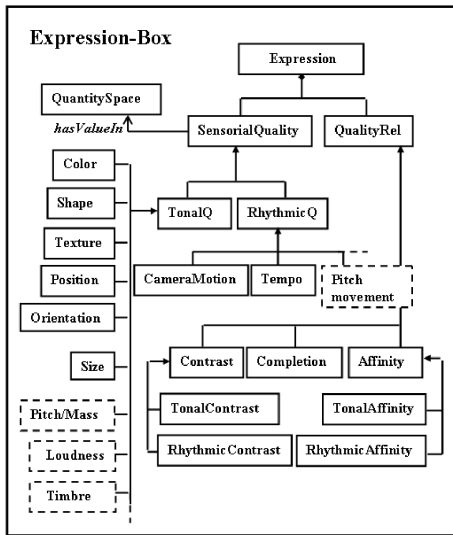 Expression-Box
Expression
QuantitySpace
hasValueIn
SensorialQuality
QualityRel
Color
Shape
Texture
Position
Orientation
Size
Pitch/Mass
Loudness
Timbre
TonalQ
RhythmicQ
CameraMotion
Tempo
Pitch
movement
Contrast
Completion
Affinity
TonalContrast
RhythmicContrast
TonalAffinity
RhythmicAffinity